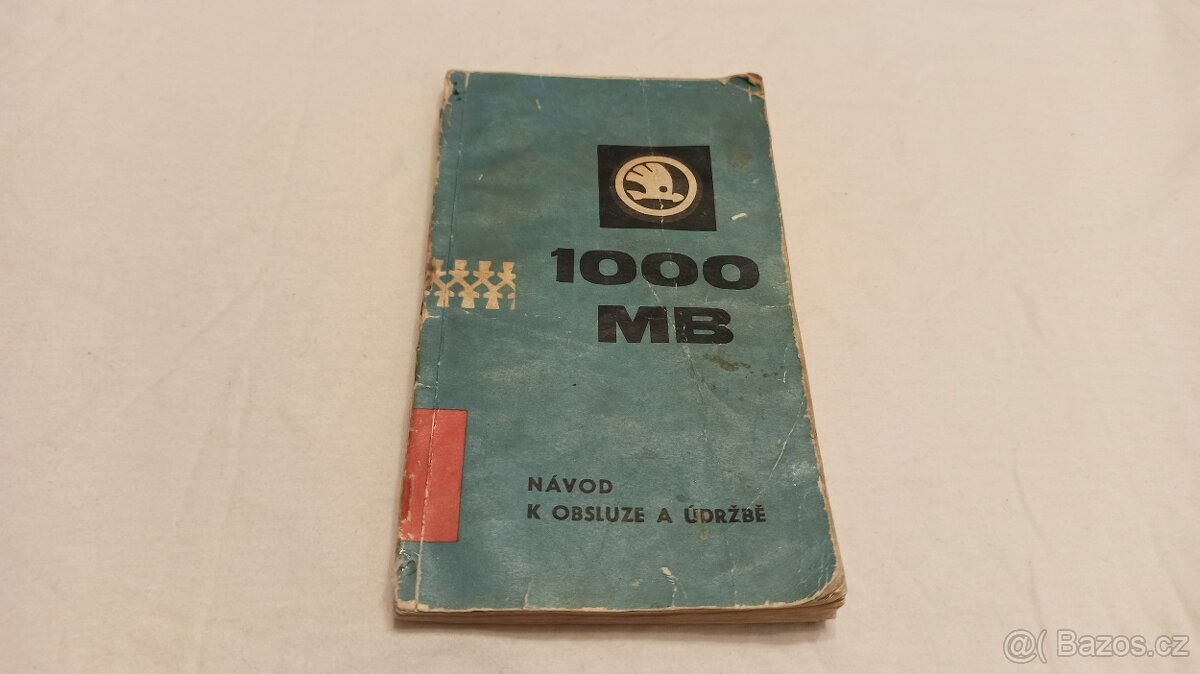 1000
MB
NÁVOD
K OBSLUZE A ÚDRŽBĚ
@( Bazos.cz